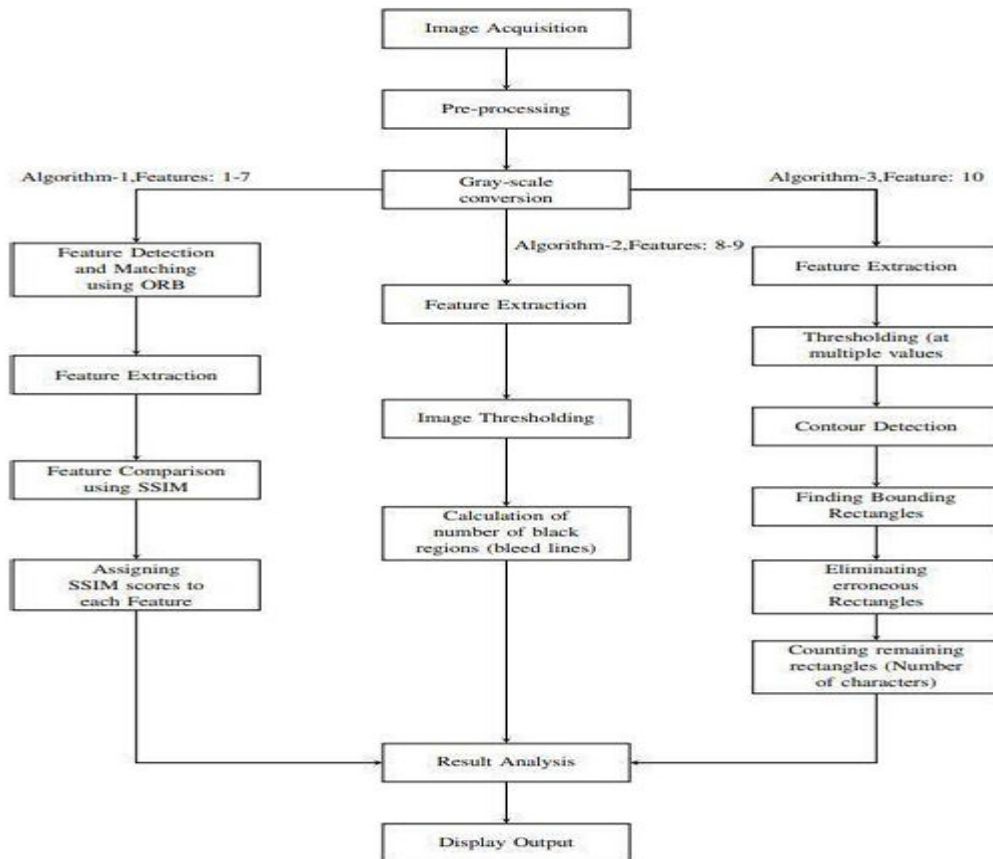 Image Acquisition
Pre-processing
Gray-scale
conversion
Algorithm-1,Features: 1-7
Feature Detection
and Matching
using ORB
Feature Extraction
Feature Comparison
using SSIM
Assigning
SSIM scores to
each Feature
Algorithm-2,Features: 8-9
Feature Extraction
Image Thresholding
Calculation of
number of black
regions (bleed lines)
Algorithm-3,Feature: 10
Feature Extraction
Thresholding (at
multiple values
Contour Detection
Finding Bounding
Rectangles
Eliminating
erroneous
Rectangles
Counting remaining
rectangles (Number
of characters)
Result Analysis
Display Output